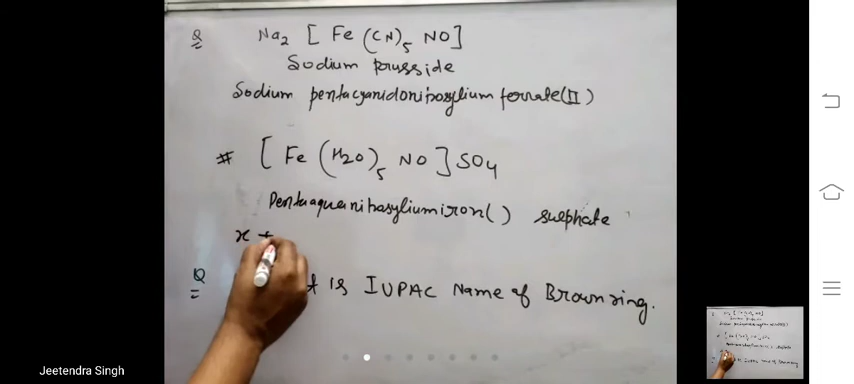 Q Na2 [ Fe (CN)5 NO]
Sodium prusside
Sodium pentacyanidonitrosylium ferrate(II)
# [ Fe (H2O)5 NO ] SO4
Pentaaquanitrosyliumiron() sulphate
x +
Q t is IUPAC Name of Brown ring.
Jeetendra Singh